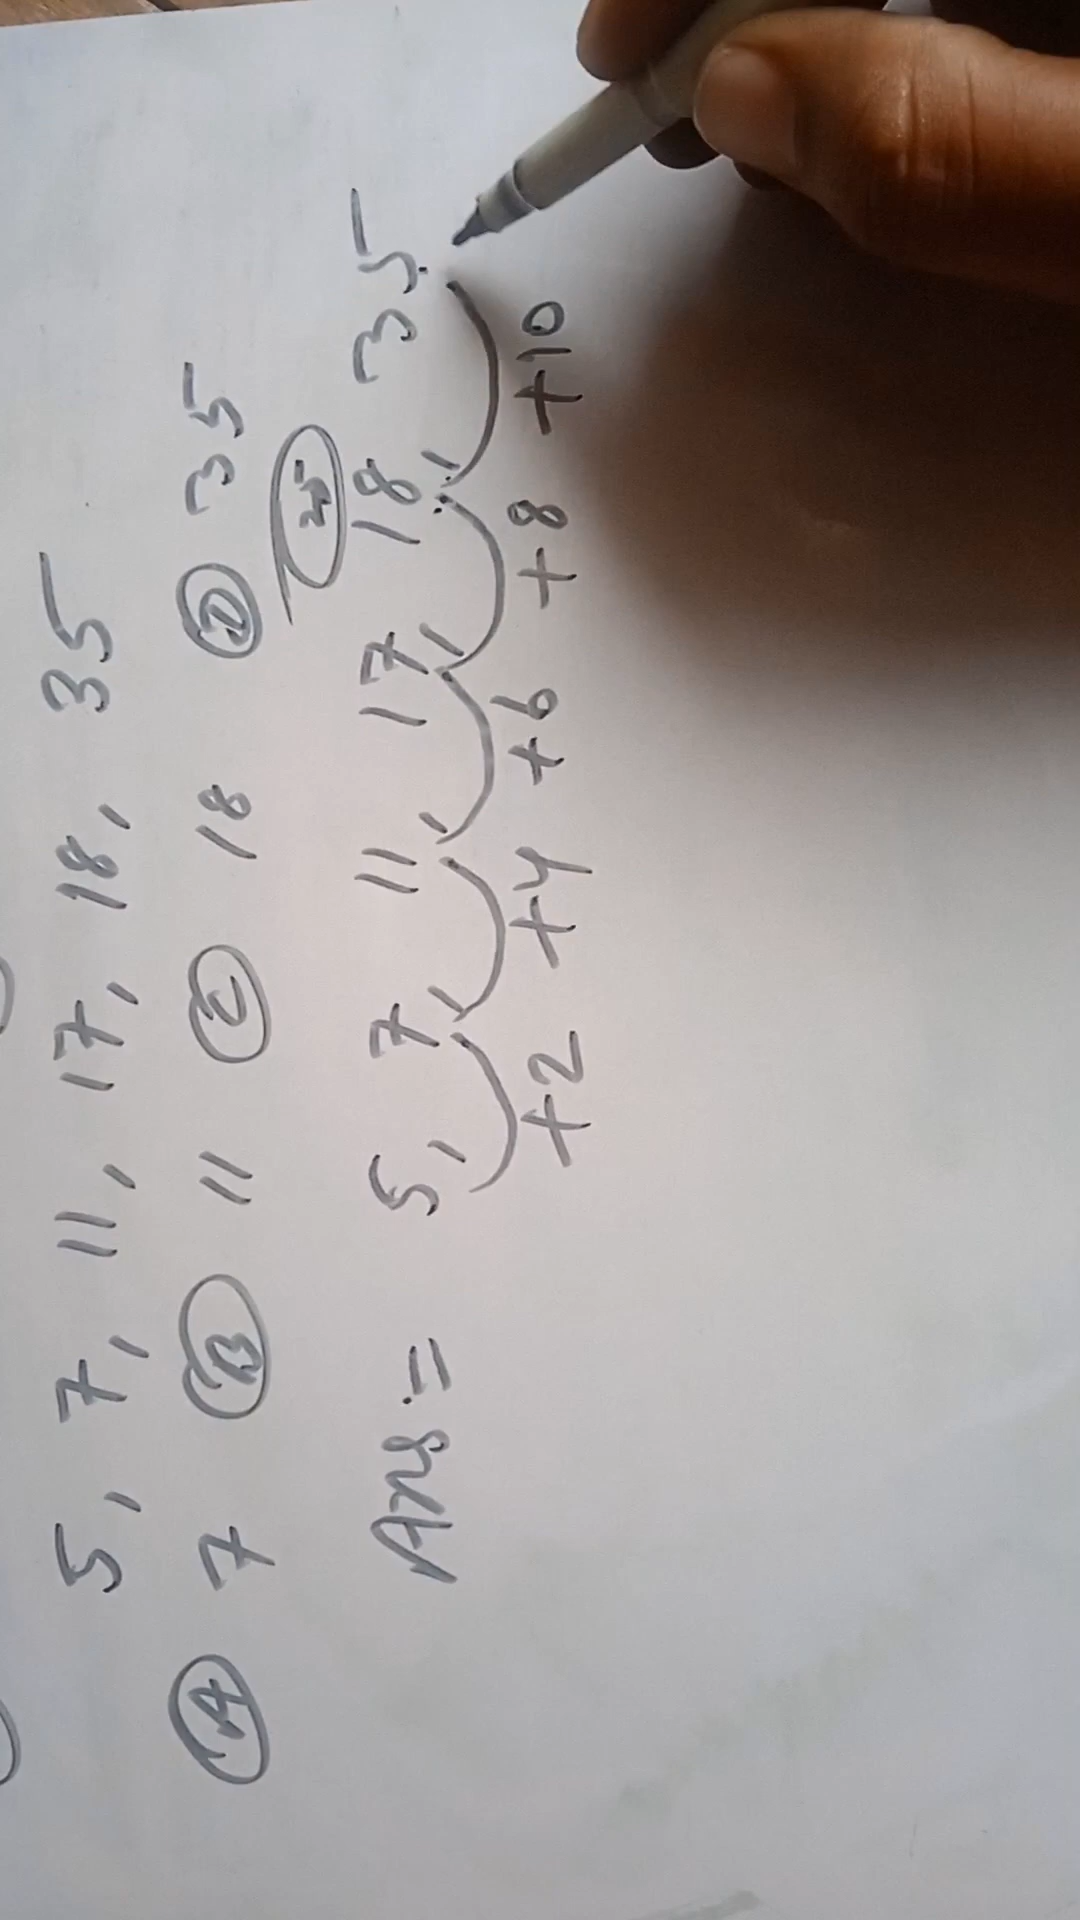 5, 7, 11, 17, 18, 35
A 7 B 11 C 18 D 35
25
Ans = 5, 7, 11, 17, 18, 35
+2 +4 +6 +8 +10